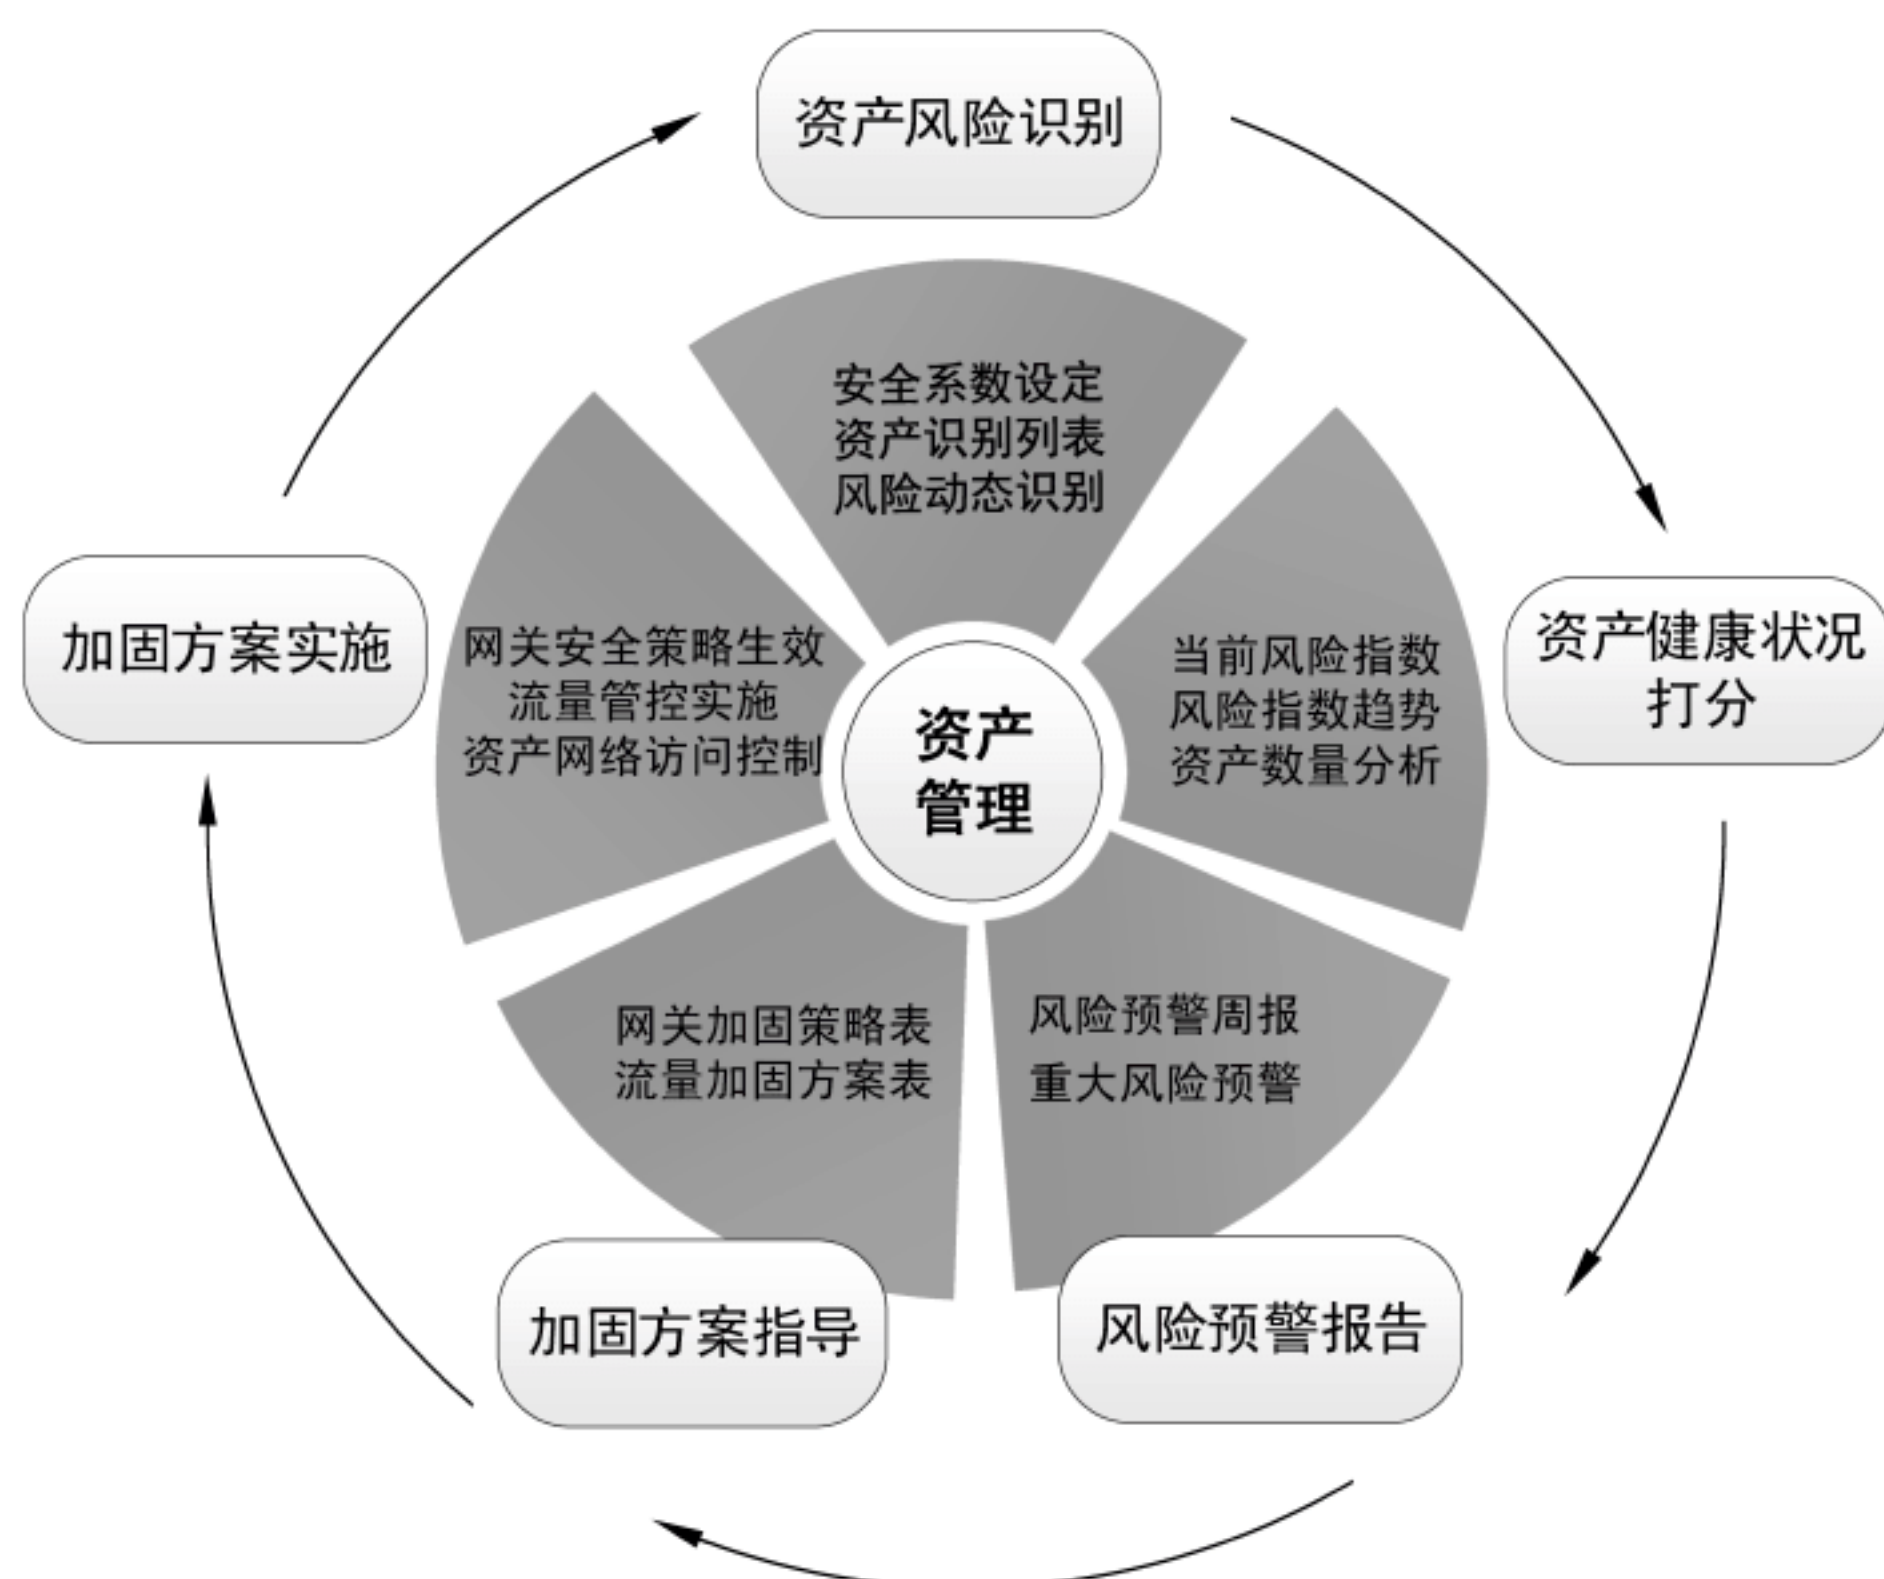 资产风险识别
安全系数设定
资产识别列表
风险动态识别
加固方案实施
网关安全策略生效
流量管控实施
资产网络访问控制
资产
管理
当前风险指数
风险指数趋势
资产数量分析
资产健康状况
打分
网关加固策略表
流量加固方案表
风险预警周报
重大风险预警
加固方案指导
风险预警报告